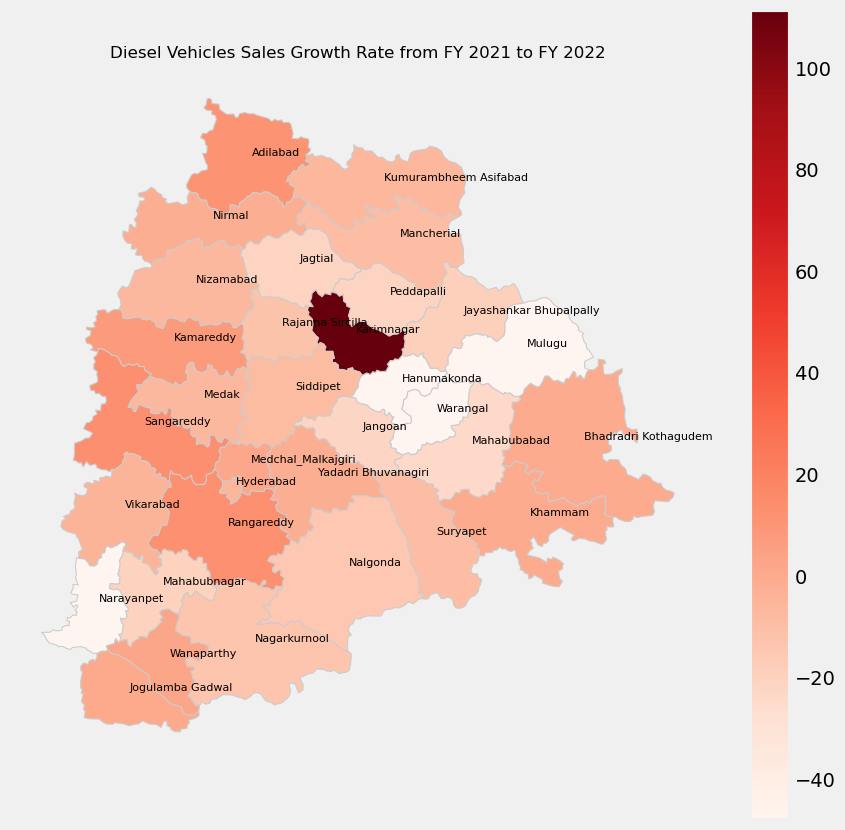 Diesel Vehicles Sales Growth Rate from FY 2021 to FY 2022
Adilabad
Kumurambheem Asifabad
Nirmal
Mancherial
Jagtial
Nizamabad
Peddapalli
Jayashankar Bhupalpally
Rajanna Sircilla
Karimnagar
Kamareddy
Mulugu
Hanumakonda
Siddipet
Medak
Warangal
Sangareddy
Jangoan
Mahabubabad
Bhadradri Kothagudem
Medchal_Malkajgiri
Yadadri Bhuvanagiri
Hyderabad
Vikarabad
Khammam
Rangareddy
Suryapet
Nalgonda
Mahabubnagar
Narayanpet
Nagarkurnool
Wanaparthy
Jogulamba Gadwal
100
80
60
40
20
0
−20
−40